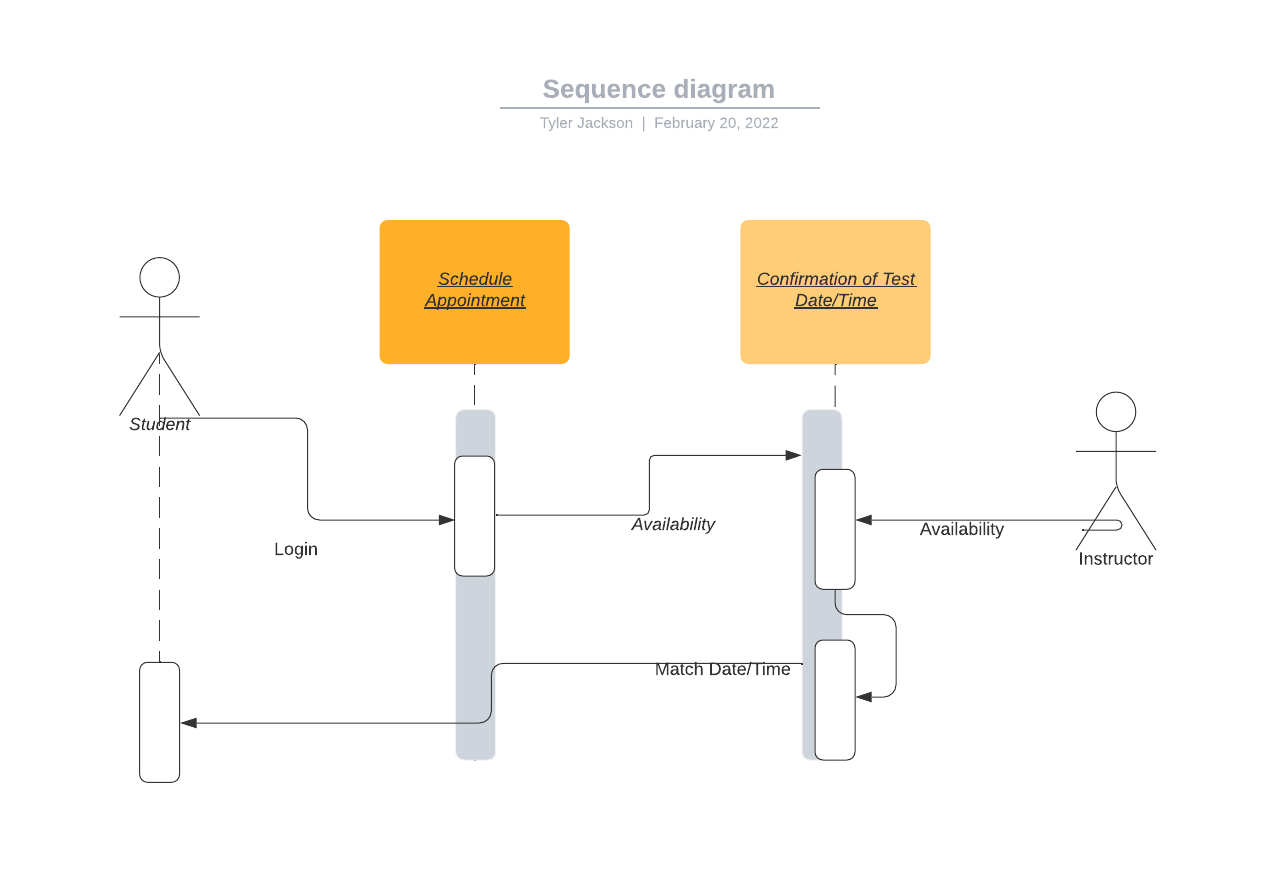 Sequence diagram
Tyler Jackson | February 20, 2022
Schedule
Appointment
Confirmation of Test
Date/Time
Student
Login
Availability
Availability
Instructor
Match Date/Time